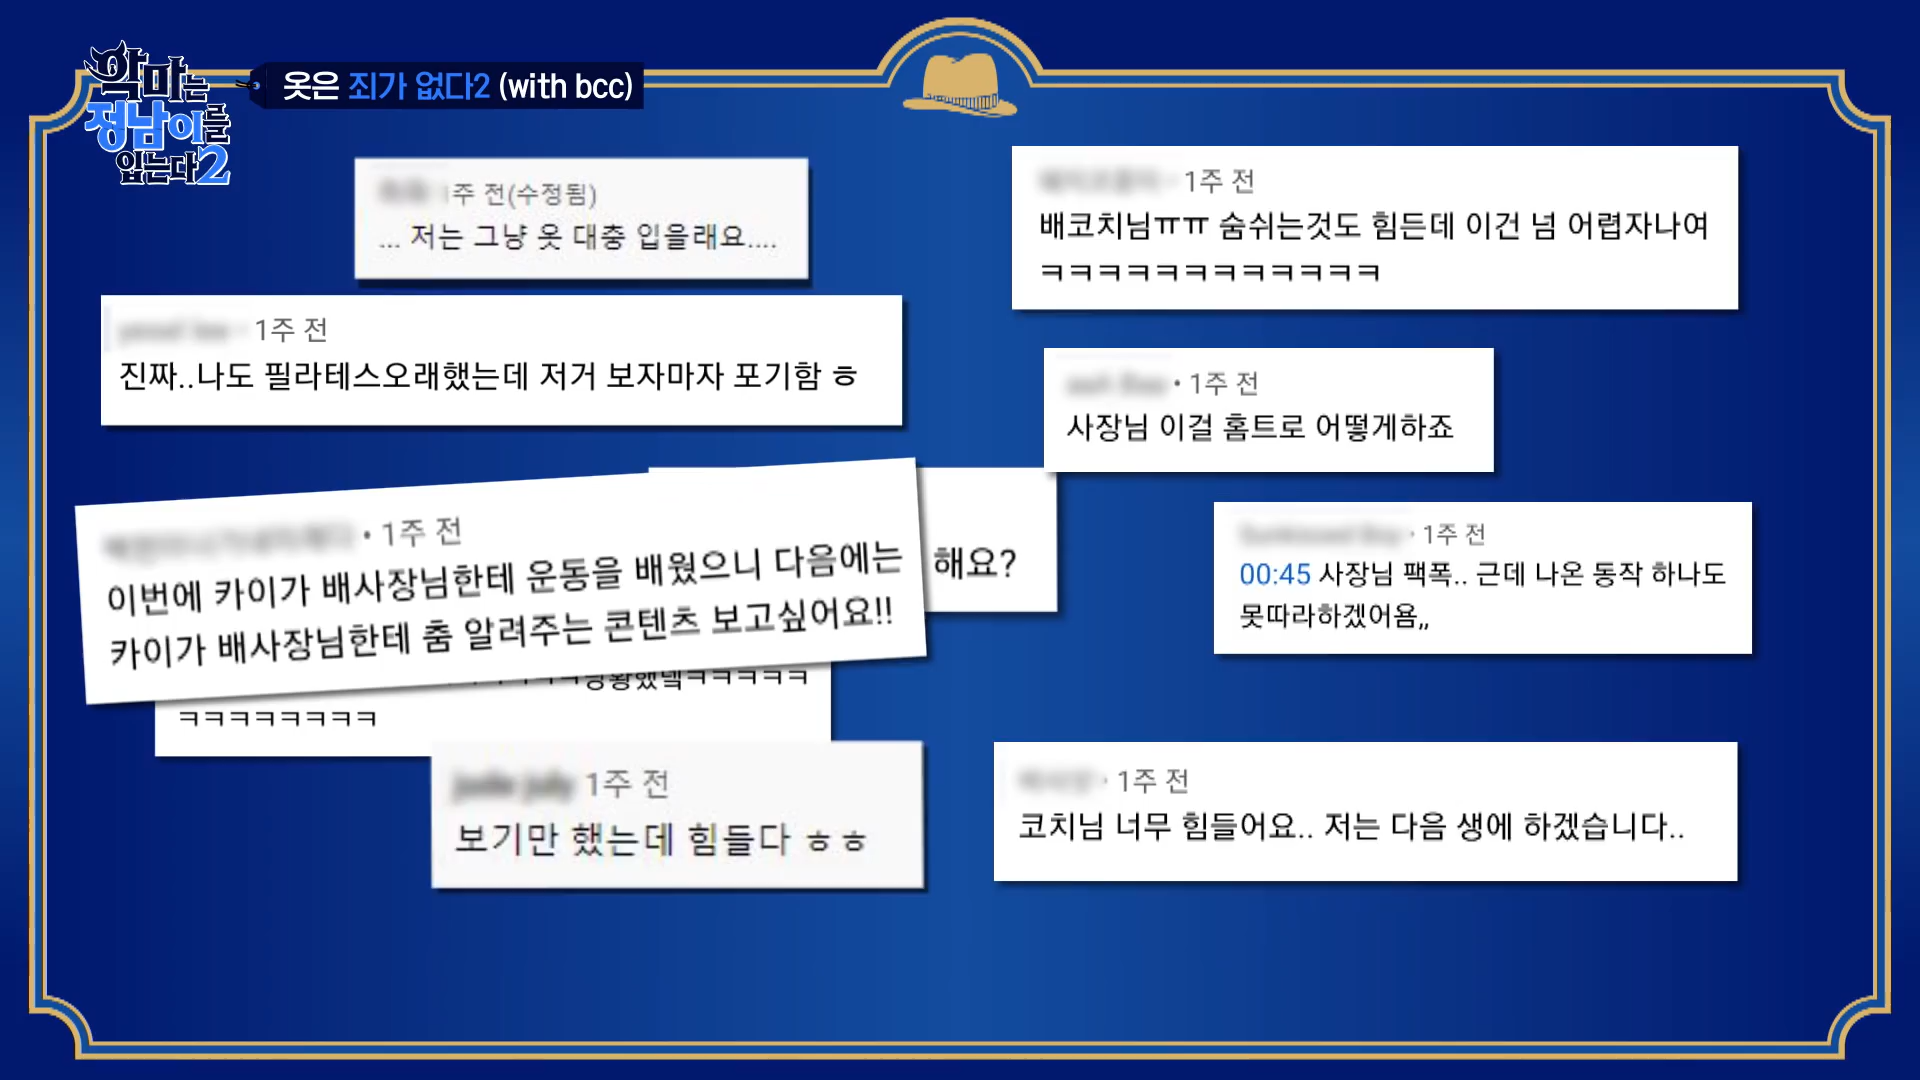 악마는
정남이를
입는다2
옷은 죄가 없다2 (with bcc)
1주 전(수정됨)
... 저는 그냥 옷 대충 입을래요....
1주 전
배코치님ㅠㅠ 숨쉬는것도 힘든데 이건 넘 어렵자나여
ㅋㅋㅋㅋㅋㅋㅋㅋㅋㅋㅋㅋ
1주 전
진짜..나도 필라테스오래했는데 저거 보자마자 포기함 ㅎ
• 1주 전
사장님 이걸 홈트로 어떻게하죠
• 1주 전
이번에 카이가 배사장님한테 운동을 배웠으니 다음에는
카이가 배사장님한테 춤 알려주는 콘텐츠 보고싶어요!!
해요?
1주 전
00:45 사장님 팩폭.. 근데 나온 동작 하나도
못따라하겠어욤,,
ㅋㅋㅋㅋㅋㅋㅋㅋ
1주 전
보기만 했는데 힘들다 ㅎㅎ
1주 전
코치님 너무 힘들어요.. 저는 다음 생에 하겠습니다..